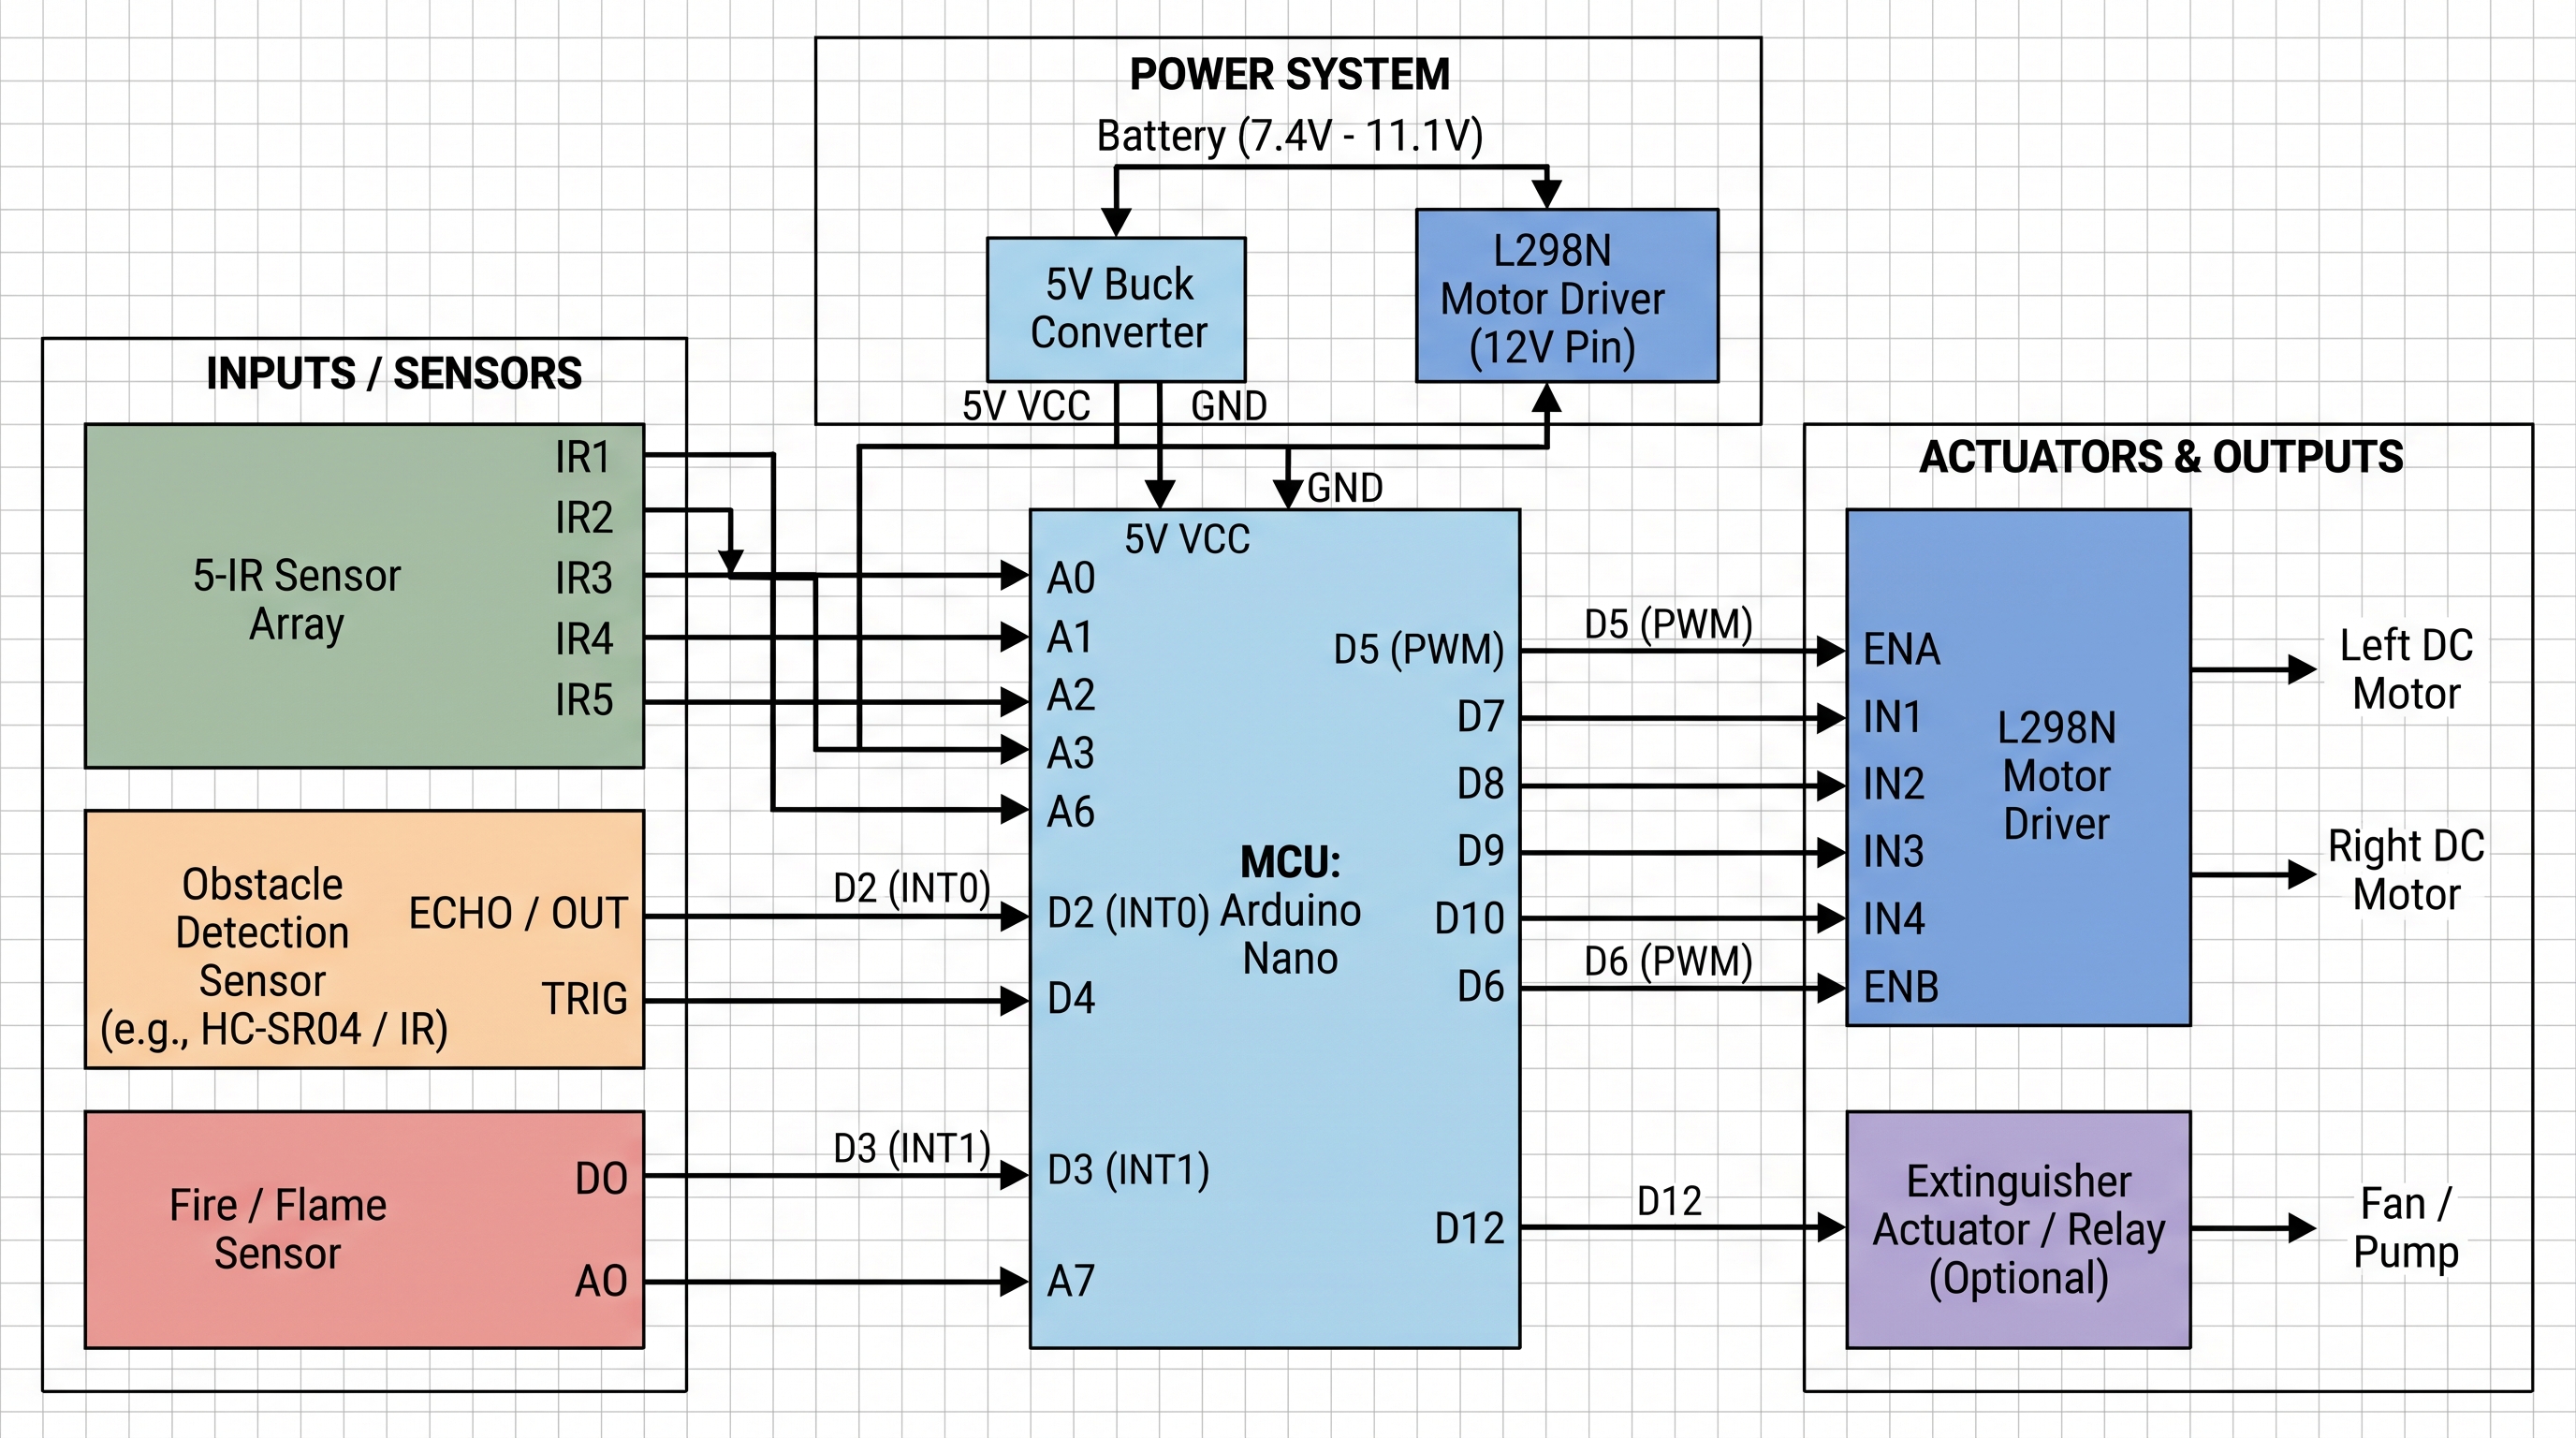 POWER SYSTEM
Battery (7.4V - 11.1V)
5V Buck
Converter
L298N
Motor Driver
(12V Pin)
5V VCC
GND
GND
INPUTS / SENSORS
5-IR Sensor
Array
IR1
IR2
IR3
IR4
IR5
Obstacle
Detection
Sensor
(e.g., HC-SR04 / IR)
ECHO / OUT
TRIG
Fire / Flame
Sensor
DO
AO
D2 (INT0)
D3 (INT1)
5V VCC
A0
A1
A2
A3
A6
D2 (INT0)
D4
D3 (INT1)
A7
MCU:
Arduino
Nano
D5 (PWM)
D7
D8
D9
D10
D6
D12
D5 (PWM)
D6 (PWM)
D12
ACTUATORS & OUTPUTS
ENA
IN1
IN2
IN3
IN4
ENB
L298N
Motor
Driver
Left DC
Motor
Right DC
Motor
Extinguisher
Actuator / Relay
(Optional)
Fan /
Pump